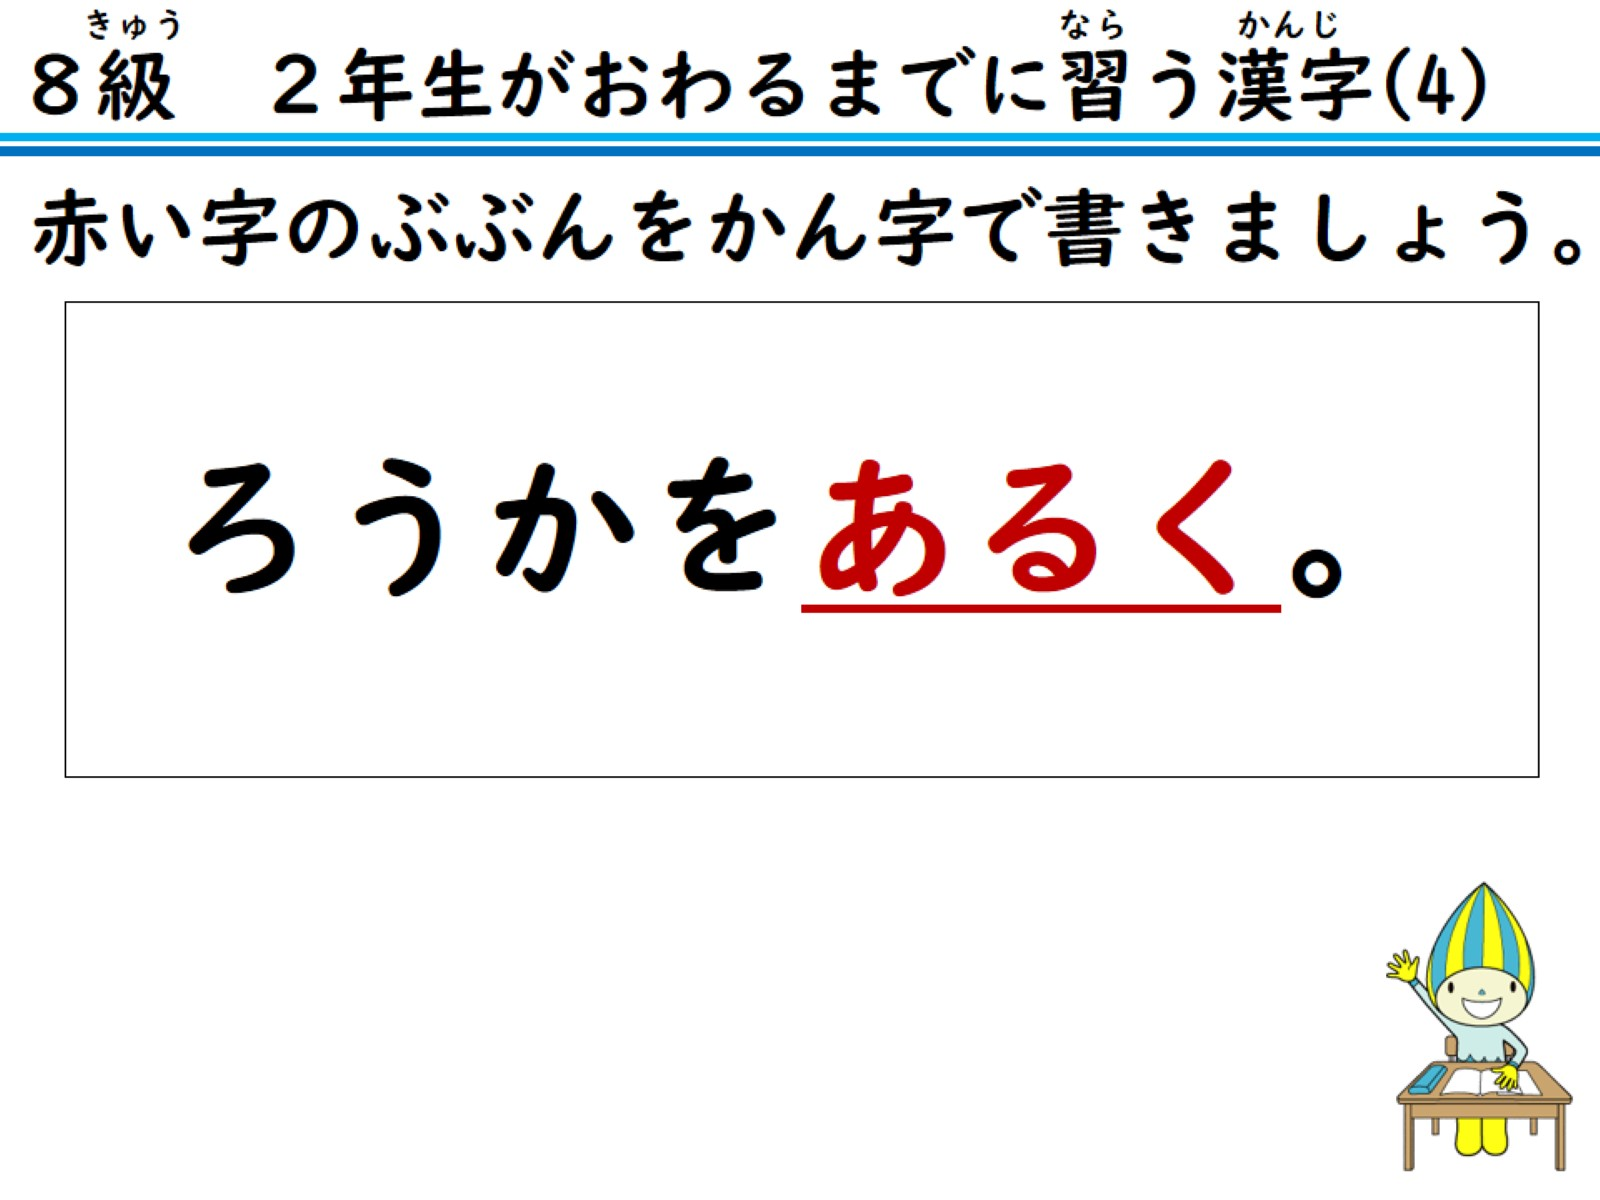 きゅう なら かんじ
８級　２年生がおわるまでに習う漢字(4)
赤い字のぶぶんをかん字で書きましょう。
ろうかをあるく。